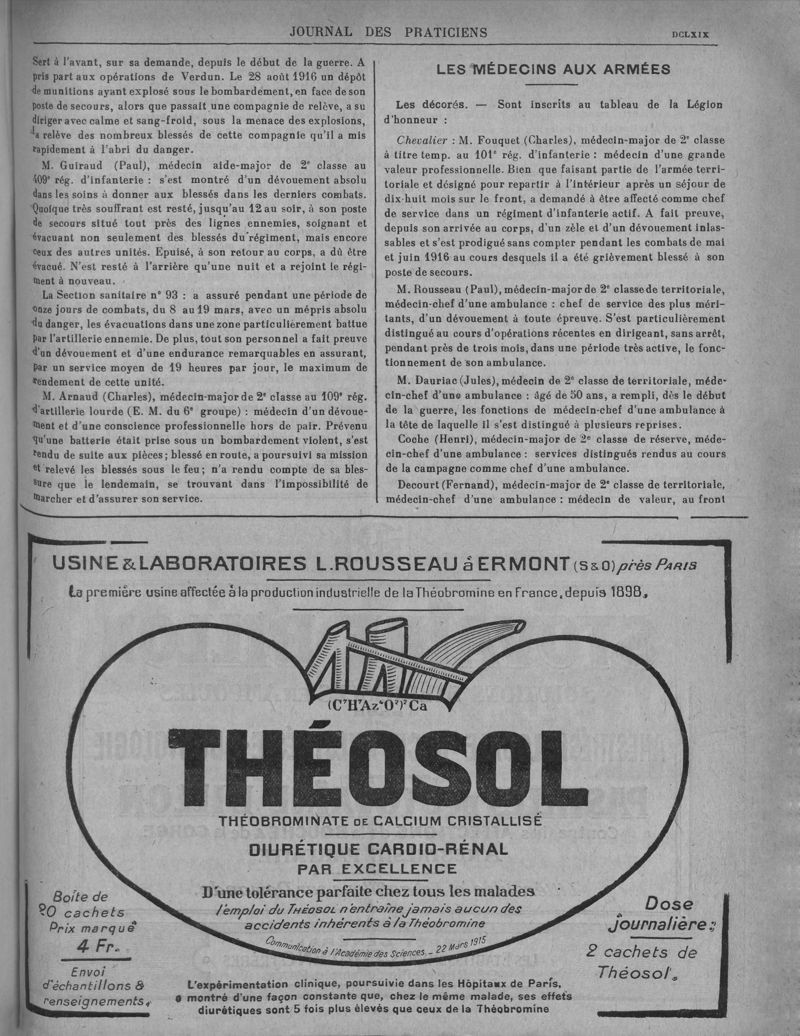 JOURNAL DES PRATICIENS
DCLXIX
Sert à l'avant, sur sa demande, depuis le début de la guerre. A
pris part aux opérations de Verdun. Le 28 août 1916 un dépôt
de munitions ayant explosé sous le bombardement, en face de son
poste de secours, alors que passait une compagnie de relève, a su
diriger avec calme et sang-froid, sous la menace des explosions,
la relève des nombreux blessés de cette compagnie qu'il a mis
rapidement à l'abri du danger.
M. Guiraud (Paul), médecin aide-major de 2e classe au
409e rég. d'infanterie : s'est montré d'un dévouement absolu
dans les soins à donner aux blessés dans les derniers combats.
Quoique très souffrant est resté, jusqu'au 12 au soir, à son poste
de secours situé tout près des lignes ennemies, soignant et
évacuant non seulement des blessés du régiment, mais encore
ceux des autres unités. Epuisé, à son retour au corps, a dû être
évacué. N'est resté à l'arrière qu'une nuit et a rejoint le régi-
ment à nouveau.
La Section sanitaire n° 93 : a assuré pendant une période de
onze jours de combats, du 8 au 19 mars, avec un mépris absolu
du danger, les évacuations dans une zone particulièrement battue
par l'artillerie ennemie. De plus, tout son personnel a fait preuve
d'un dévouement et d'une endurance remarquables en assurant,
par un service moyen de 19 heures par jour, le maximum de
rendement de cette unité.
M. Arnaud (Charles), médecin-major de 2e classe au 109e rég.
d'artillerie lourde (E. M. du 6e groupe) : médecin d'un dévoue-
ment et d'une conscience professionnelle hors de pair. Prévenu
qu'une batterie était prise sous un bombardement violent, s'est
rendu de suite aux pièces ; blessé en route, a poursuivi sa mission
et relevé les blessés sous le feu ; n'a rendu compte de sa bles-
sure que le lendemain, se trouvant dans l'impossibilité de
marcher et d'assurer son service.
LES MÉDECINS AUX ARMÉES
Les décorés. — Sont inscrits au tableau de la Légion
d'honneur :
Chevalier : M. Fouquet (Charles), médecin-major de 2e classe
à titre temp. au 101e rég. d'infanterie : médecin d'une grande
valeur professionnelle. Bien que faisant partie de l'armée terri-
toriale et désigné pour repartir à l'intérieur après un séjour de
dix-huit mois sur le front, a demandé à être affecté comme chef
de service dans un régiment d'infanterie actif. A fait preuve,
depuis son arrivée au corps, d'un zèle et d'un dévouement inlas-
sables et s'est prodigué sans compter pendant les combats de mai
et juin 1916 au cours desquels il a été grièvement blessé à son
poste de secours.
M. Rousseau (Paul), médecin-major de 2e classe de territoriale,
médecin-chef d'une ambulance : chef de service des plus méri-
tants, d'un dévouement à toute épreuve. S'est particulièrement
distingué au cours d'opérations récentes en dirigeant, sans arrêt,
pendant près de trois mois, dans une période très active, le fonc-
tionnement de son ambulance.
M. Dauriac (Jules), médecin de 2e classe de territoriale, méde-
cin-chef d'une ambulance : âgé de 50 ans, a rempli, dès le début
de la guerre, les fonctions de médecin-chef d'une ambulance à
la tête de laquelle il s'est distingué à plusieurs reprises.
Coche (Henri), médecin-major de 2e classe de réserve, méde-
cin-chef d'une ambulance : services distingués rendus au cours
de la campagne comme chef d'une ambulance.
Decourt (Fernand), médecin-major de 2e classe de territoriale,
médecin-chef d'une ambulance : médecin de valeur, au front
USINE & LABORATOIRES L. ROUSSEAU à ERMONT (S & O) près PARIS
La première usine affectée à la production industrielle de la Théobromine en France, depuis 1898.
(C7H7Az4O2)2Ca
THÉOSOL
THÉOBROMINATE DE CALCIUM CRISTALLISÉ
DIURÉTIQUE CARDIO-RÉNAL
PAR EXCELLENCE
D'une tolérance parfaite chez tous les malades
l'emploi du THÉOSOL n'entraîne jamais aucun des
accidents inhérents à la Théobromine
Communication à l'Académie des Sciences. - 22 Mars 1915
Boite de
20 cachets
Prix marqué
4 Fr.
Envoi
d'échantillons &
renseignements.
L'expérimentation clinique, poursuivie dans les Hôpitaux de Paris,
a montré d'une façon constante que, chez le même malade, ses effets
diurétiques sont 5 fois plus élevés que ceux de la Théobromine
Dose
journalière :
2 cachets de
Théosol.